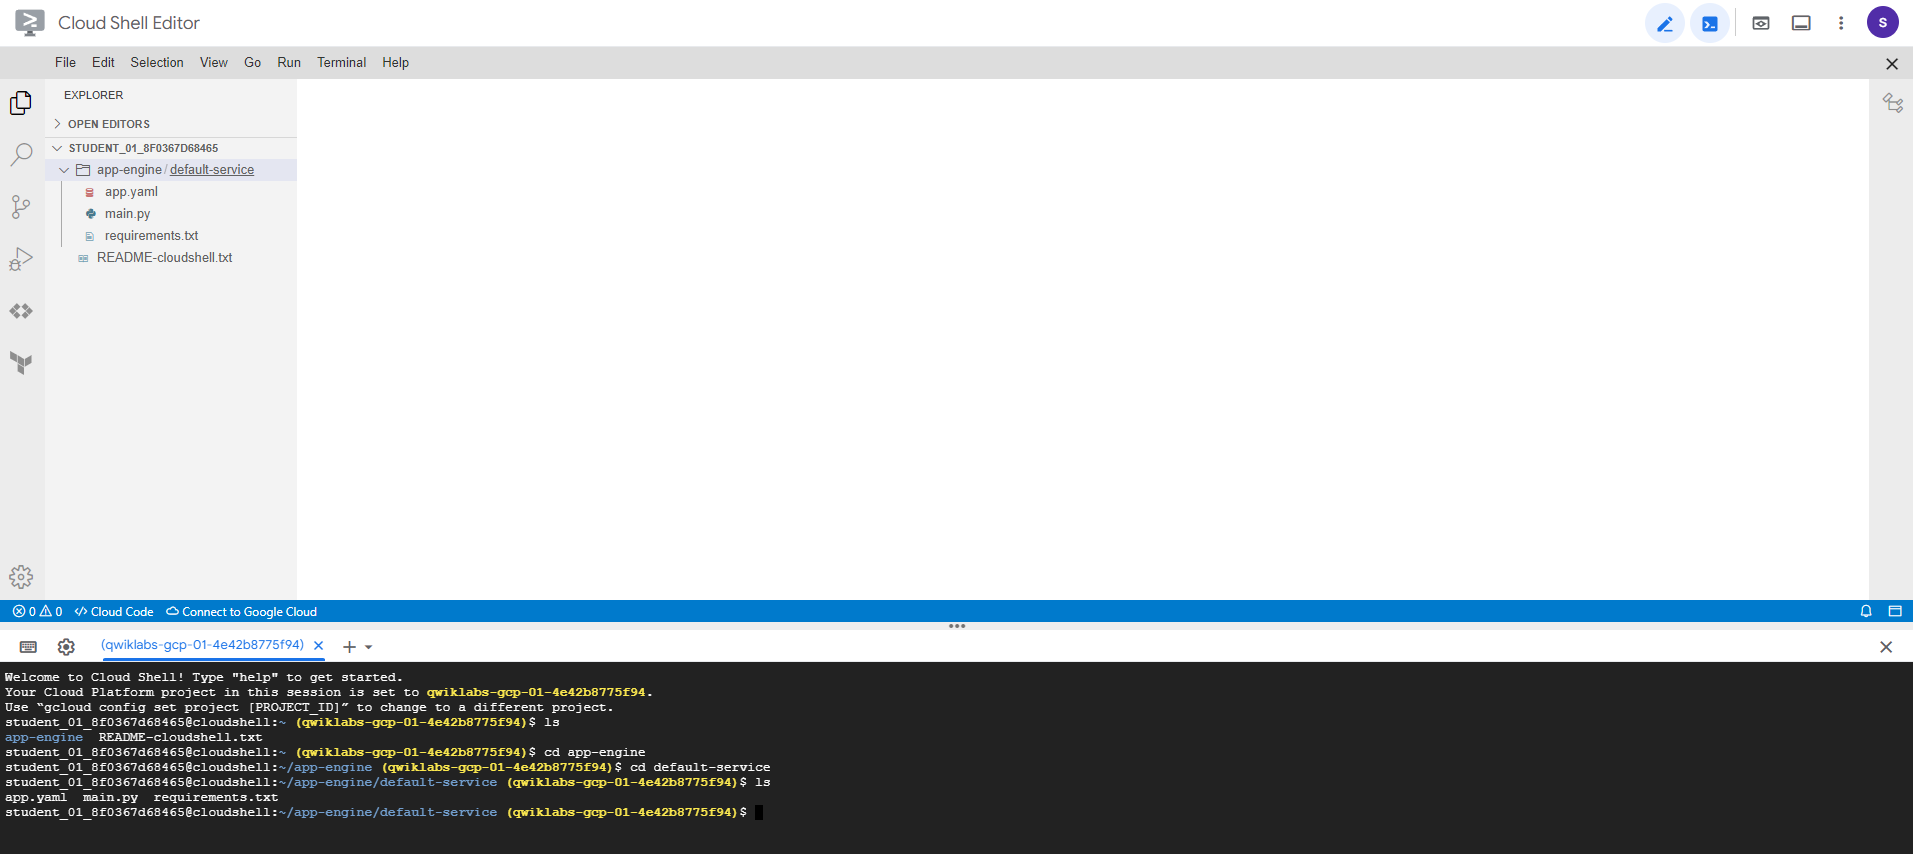 Cloud Shell Editor
S
File Edit Selection View Go Run Terminal Help
EXPLORER
OPEN EDITORS
STUDENT_01_8F0367D68465
app-engine / default-service
app.yaml
main.py
requirements.txt
README-cloudshell.txt
0 0 Cloud Code Connect to Google Cloud
(qwiklabs-gcp-01-4e42b8775f94)
Welcome to Cloud Shell! Type "help" to get started.
Your Cloud Platform project in this session is set to qwiklabs-gcp-01-4e42b8775f94.
Use “gcloud config set project [PROJECT_ID]” to change to a different project.
student_01_8f0367d68465@cloudshell:~ (qwiklabs-gcp-01-4e42b8775f94)$ ls
app-engine  README-cloudshell.txt
student_01_8f0367d68465@cloudshell:~ (qwiklabs-gcp-01-4e42b8775f94)$ cd app-engine
student_01_8f0367d68465@cloudshell:~/app-engine (qwiklabs-gcp-01-4e42b8775f94)$ cd default-service
student_01_8f0367d68465@cloudshell:~/app-engine/default-service (qwiklabs-gcp-01-4e42b8775f94)$ ls
app.yaml  main.py  requirements.txt
student_01_8f0367d68465@cloudshell:~/app-engine/default-service (qwiklabs-gcp-01-4e42b8775f94)$